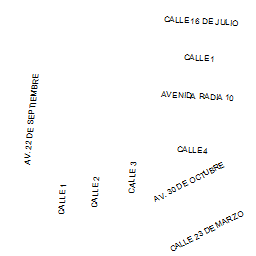 CALLE 16 DE JULIO
CALLE 1
AVENIDA RADIA 10
AV. 22 DE SEPTIEMBRE
CALLE 4
CALLE 1
CALLE 2
CALLE 3
AV. 30 DE OCTUBRE
CALLE 23 DE MARZO